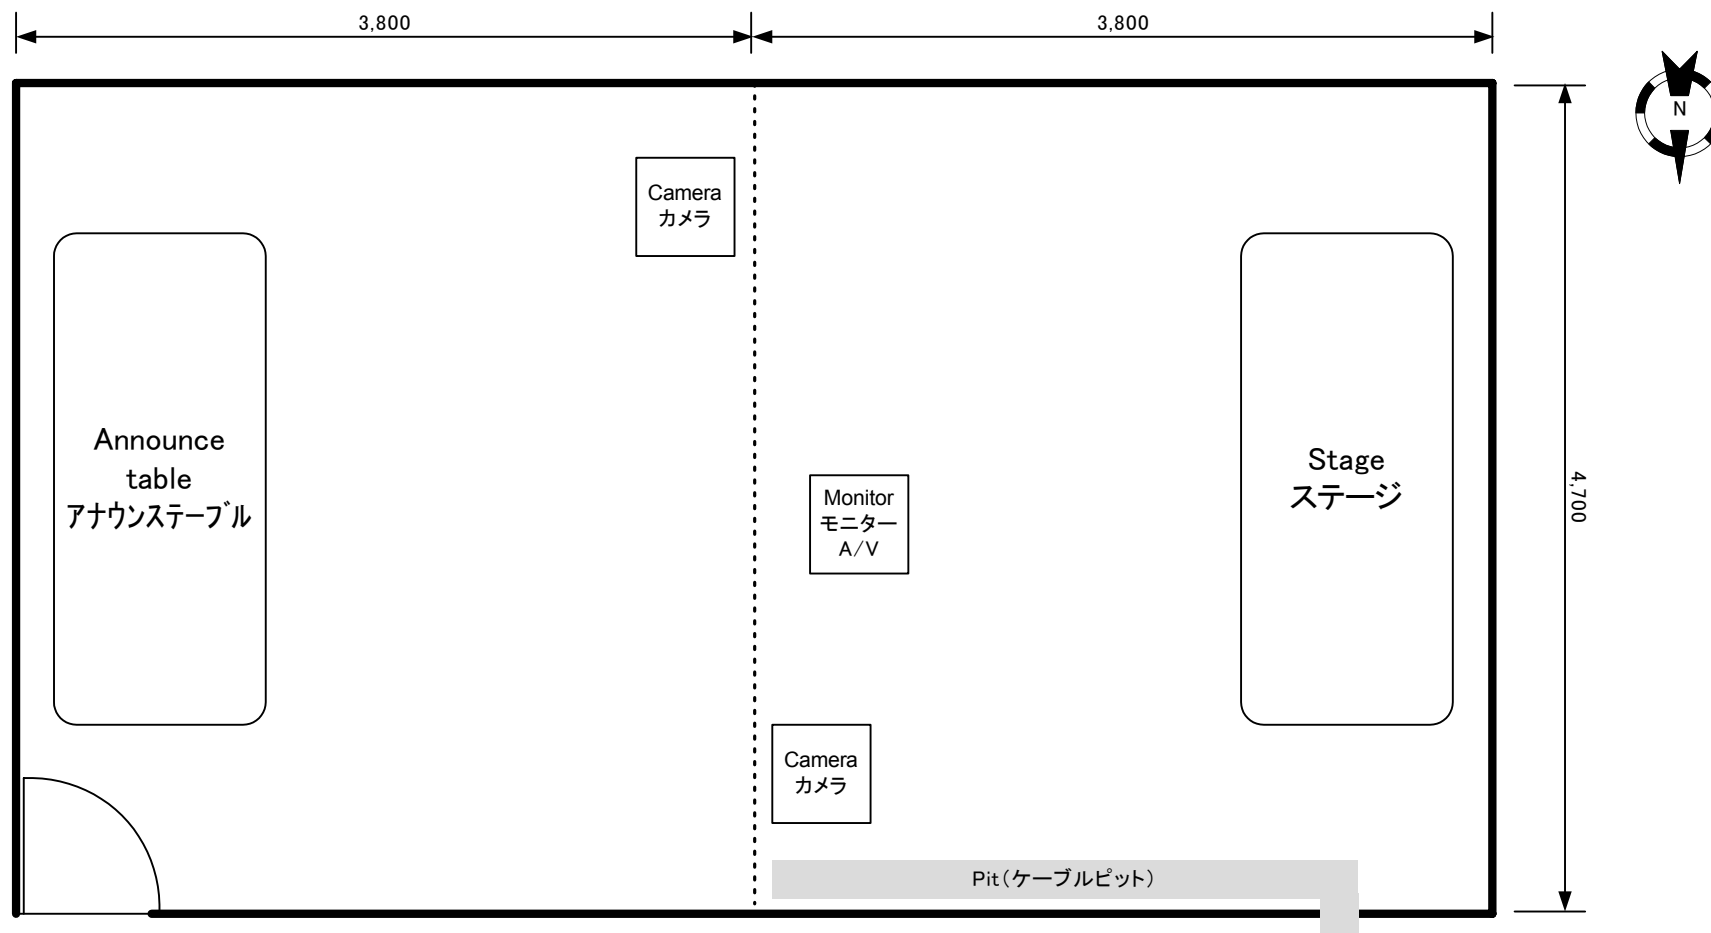 3,800
3,800
N
Camera
カメラ
Announce
table
アナウンステーブル
Stage
ステージ
4,700
Monitor
モニター
A/V
Camera
カメラ
Pit(ケーブルピット)